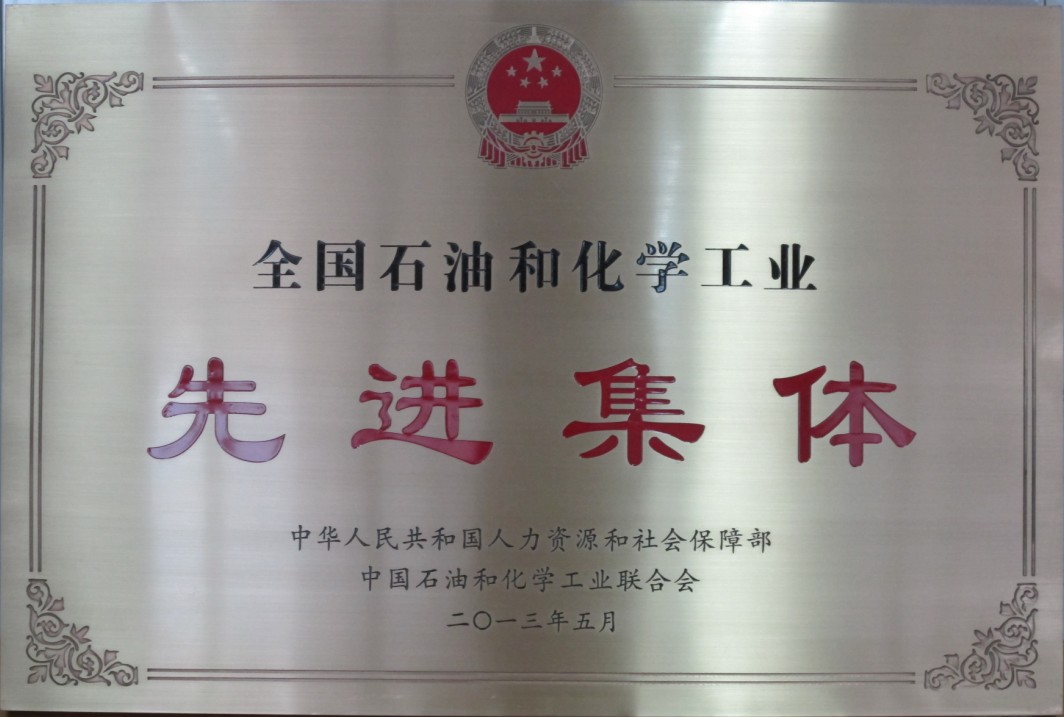 全国石油和化学工业
先进集体
中华人民共和国人力资源和社会保障部
中国石油和化学工业联合会
二〇一三年五月